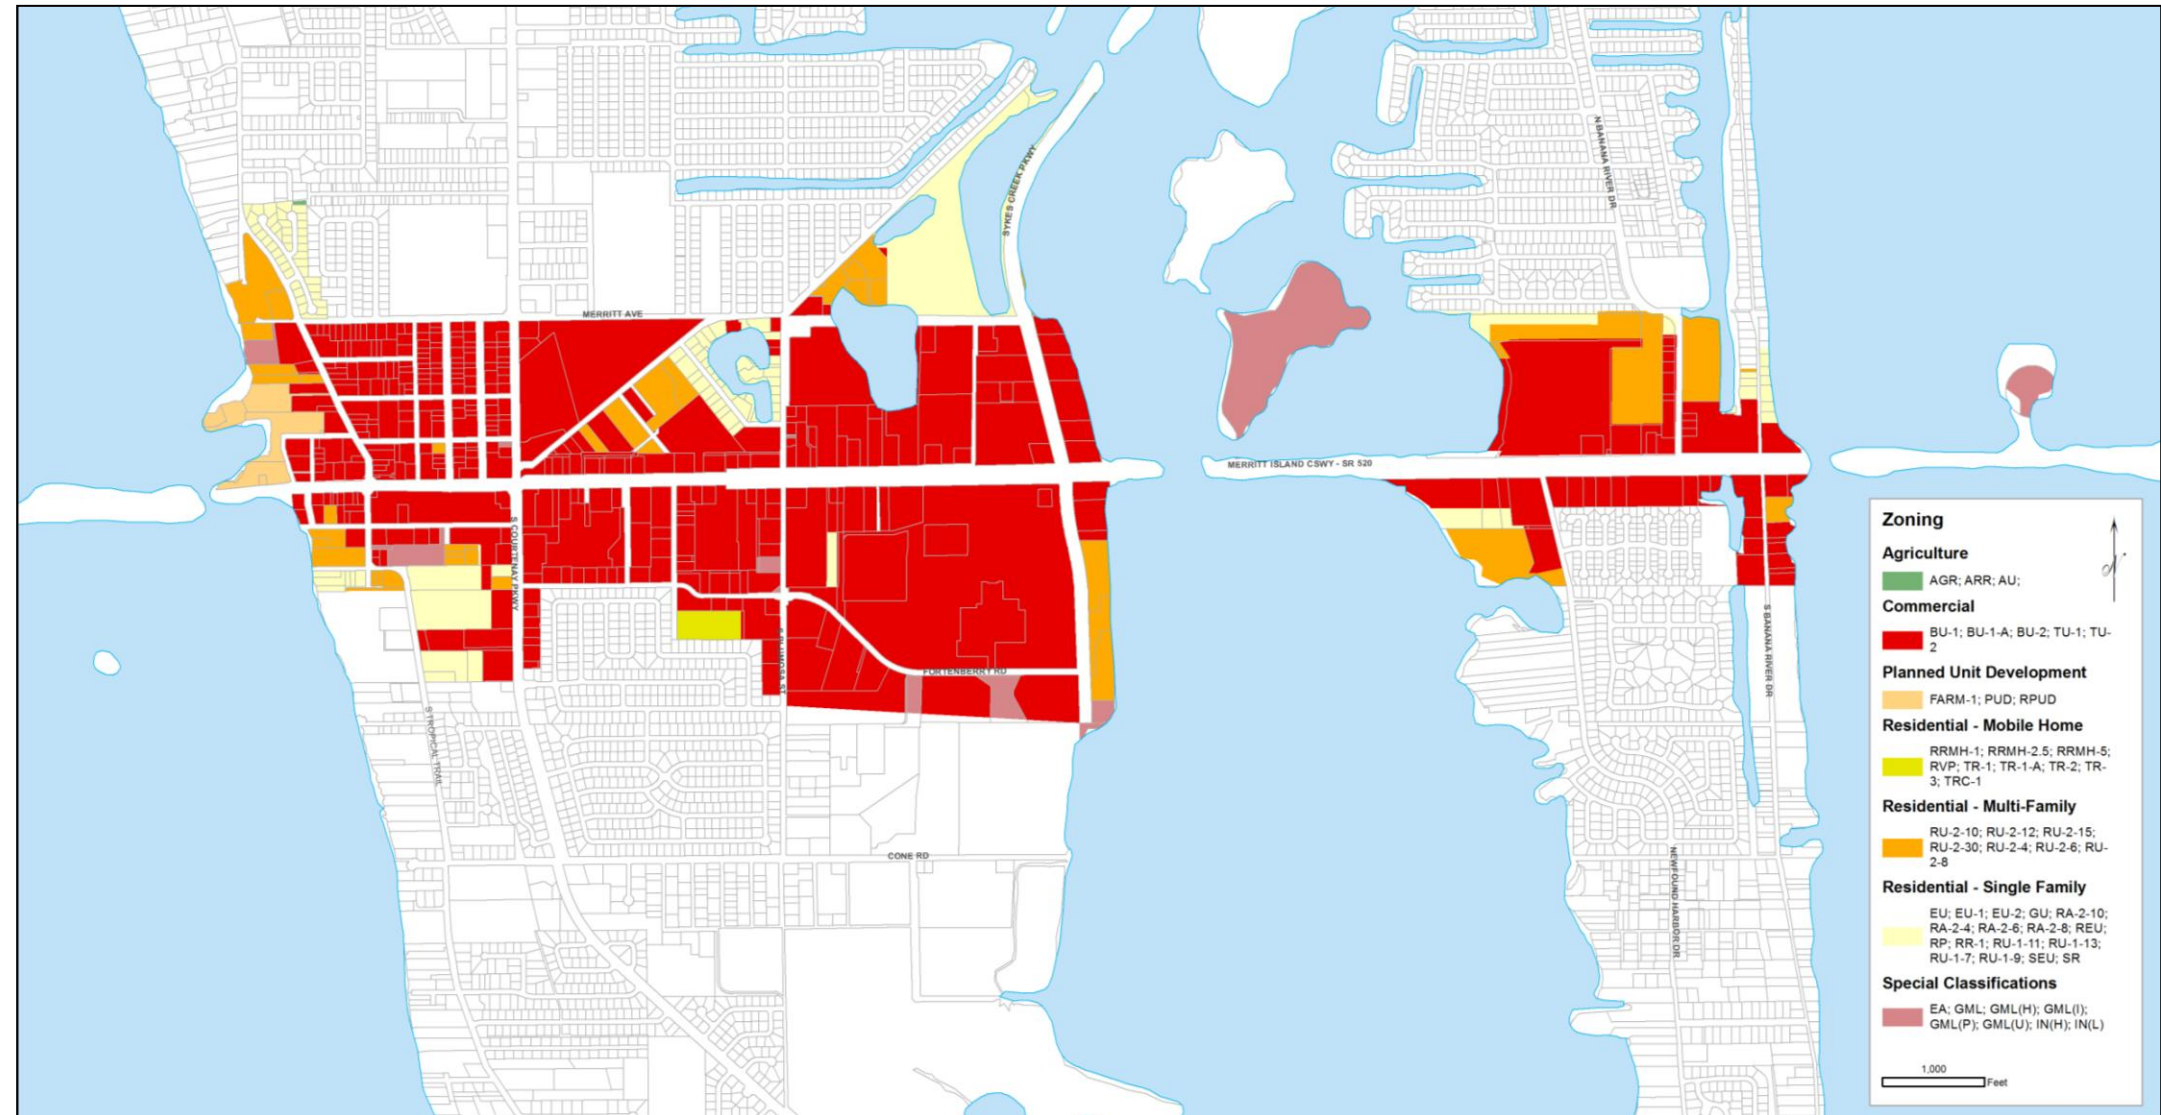 N BANANA RIVER DR
SYKES CREEK PKWY
MERRITT AVE
MERRITT ISLAND CSWY - SR 520
S COURTENAY PKWY
FORTENBERRY RD
S BANANA RIVER DR
S TROPICAL TRAIL
CONE RD
NEWFOUND HARBOR DR
Zoning
Agriculture
AGR; ARR; AU;
Commercial
BU-1; BU-1-A; BU-2; TU-1; TU-
2
Planned Unit Development
FARM-1; PUD; RPUD
Residential - Mobile Home
RRMH-1; RRMH-2.5; RRMH-5;
RVP; TR-1; TR-1-A; TR-2; TR-
3; TRC-1
Residential - Multi-Family
RU-2-10; RU-2-12; RU-2-15;
RU-2-30; RU-2-4; RU-2-6; RU-
2-8
Residential - Single Family
EU; EU-1; EU-2; GU; RA-2-10;
RA-2-4; RA-2-6; RA-2-8; REU;
RP; RR-1; RU-1-11; RU-1-13;
RU-1-7; RU-1-9; SEU; SR
Special Classifications
EA; GML; GML(H); GML(I);
GML(P); GML(U); IN(H); IN(L)
1,000
Feet